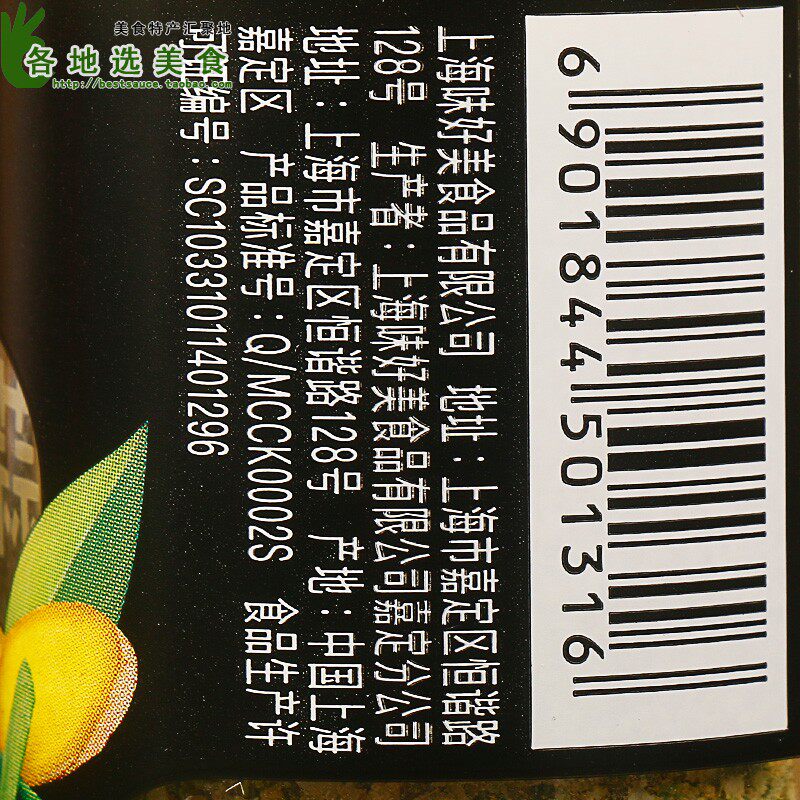 美食特产汇聚地
各地选美食
http://bestsauce.taobao.com
上海味好美食品有限公司 地址:上海市嘉定区恒谐路
128号 生产者:上海味好美食品有限公司嘉定分公司
地址:上海市嘉定区恒谐路128号 产地:中国上海
嘉定区 产品标准号:Q/MCCK0002S 食品生产许
可证编号:SC10331011401296
6 901844 501316